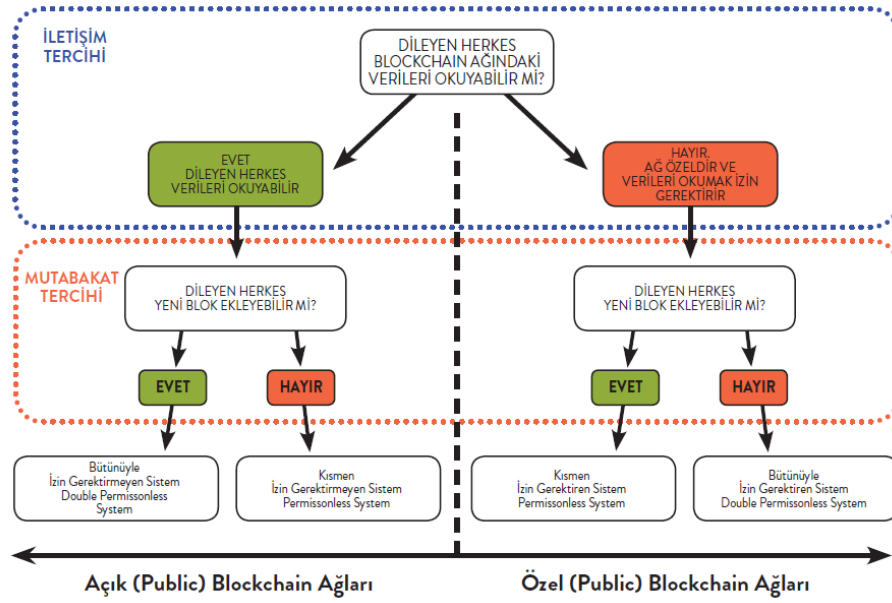 İLETİŞİM
TERCİHİ
DİLEYEN HERKES
BLOCKCHAIN AĞINDAKİ
VERİLERİ OKUYABİLİR Mİ?
EVET
DİLEYEN HERKES
VERİLERİ OKUYABİLİR
HAYIR.
AĞ ÖZELDİR VE
VERİLERİ OKUMAK İZİN
GEREKTİRİR
MUTABAKAT
TERCİHİ
DİLEYEN HERKES
YENİ BLOK EKLEYEBİLİR Mİ?
DİLEYEN HERKES
YENİ BLOK EKLEYEBİLİR Mİ?
EVET
HAYIR
EVET
HAYIR
Bütünüyle
İzin Gerektirmeyen Sistem
Double Permissonless
System
Kısmen
İzin Gerektirmeyen Sistem
Permissonless System
Kısmen
İzin Gerektiren Sistem
Permissonless System
Bütünüyle
İzin Gerektiren Sistem
Double Permissonless System
Açık (Public) Blockchain Ağları
Özel (Public) Blockchain Ağları